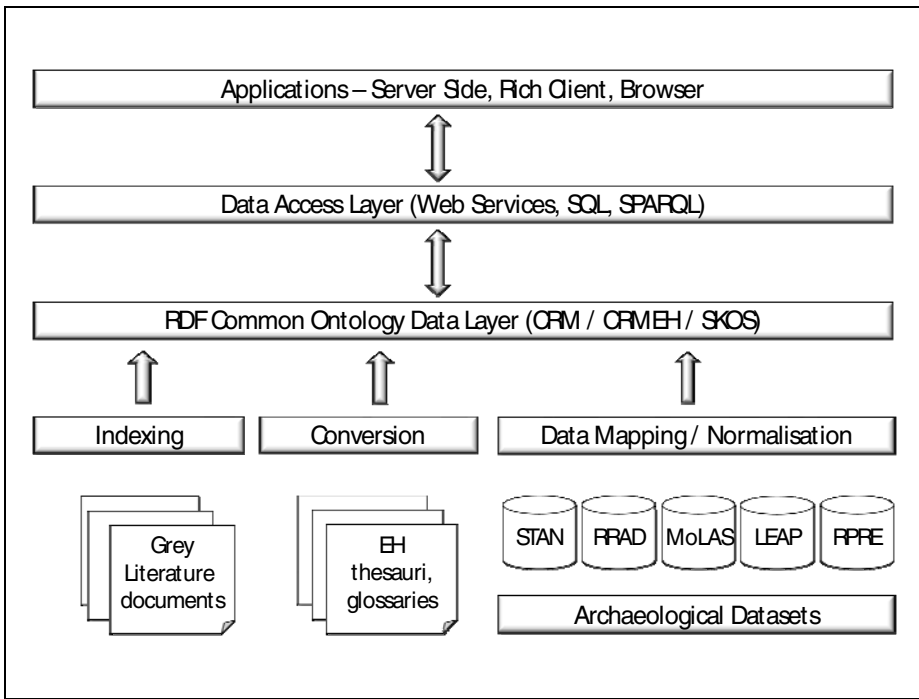 Applications – Server Side, Rich Client, Browser
Data Access Layer (Web Services, SQL, SPARQL)
RDF Common Ontology Data Layer (CRM / CRMEH / SKOS)
Indexing
Conversion
Data Mapping / Normalisation
Grey
Literature
documents
EH
thesauri,
glossaries
STAN
RRAD
MoLAS
LEAP
RPRE
Archaeological Datasets